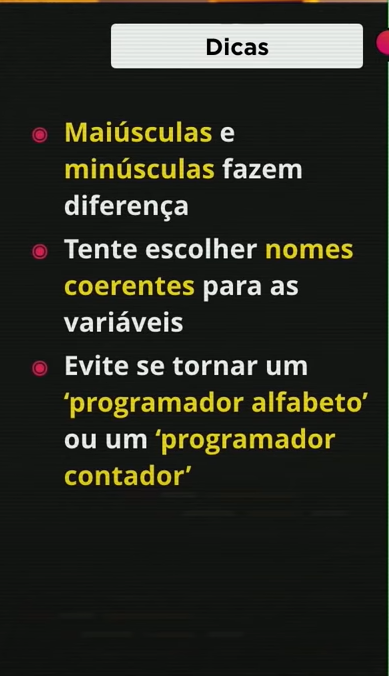 Dicas
Maiúsculas e
minúsculas fazem
diferença
Tente escolher nomes
coerentes para as
variáveis
Evite se tornar um
‘programador alfabeto’
ou um ‘programador
contador’